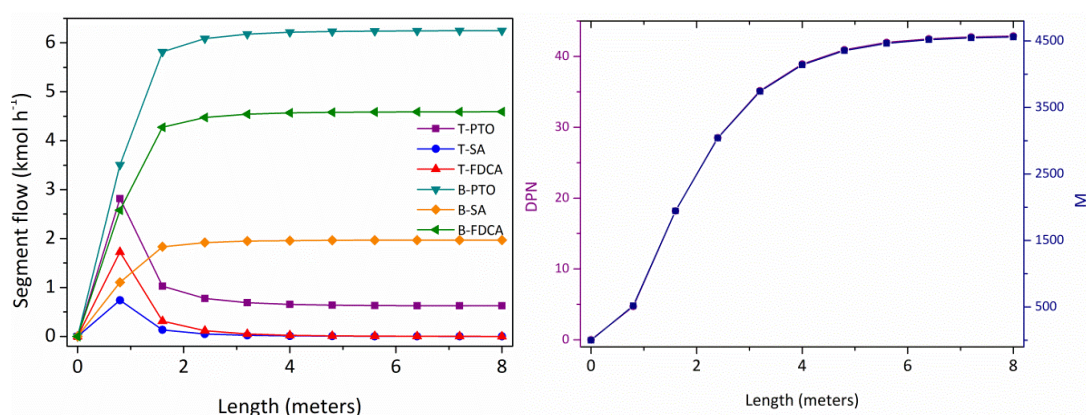 6
5
4
3
2
1
0
Segment flow (kmol h⁻¹)
T-PTO
T-SA
T-FDCA
B-PTO
B-SA
B-FDCA
0 2 4 6 8
Length (meters)
40
30
20
10
0
DPN
4500
3500
2500
1500
500
M
0 2 4 6 8
Length (meters)